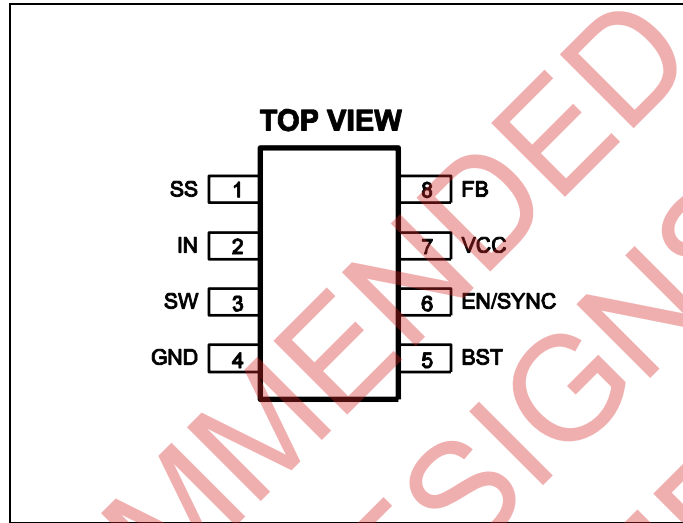 TOP VIEW
SS 1 8 FB
IN 2 7 VCC
SW 3 6 EN/SYNC
GND 4 5 BST
MMENDED
ESIGNS